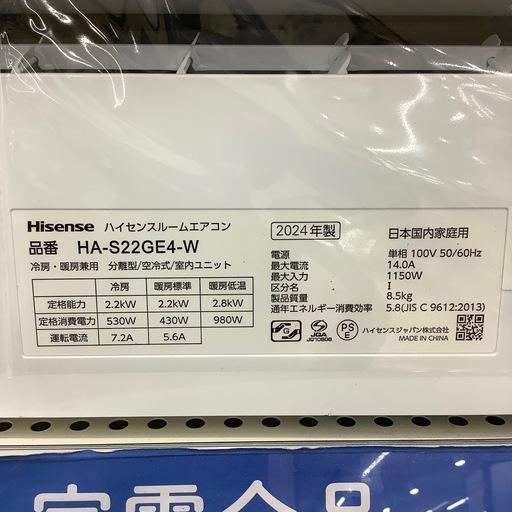 Hisense ハイセンスルームエアコン
品番 HA-S22GE4-W
冷房・暖房兼用 分離型/空冷式/室内ユニット
冷房 暖房標準 暖房低温
定格能力 2.2kW 2.2kW 2.8kW
定格消費電力 530W 430W 980W
運転電流 7.2A 5.6A
2024年製 日本国内家庭用
電源 単相 100V 50/60Hz
最大電流 14.0A
最大入力 1150W
区分名 I
製品質量 8.5kg
通年エネルギー消費効率 5.8(JIS C 9612:2013)
JQA
JQ1080B
PS
E
ハイセンスジャパン株式会社
MADE IN CHINA
家電全品